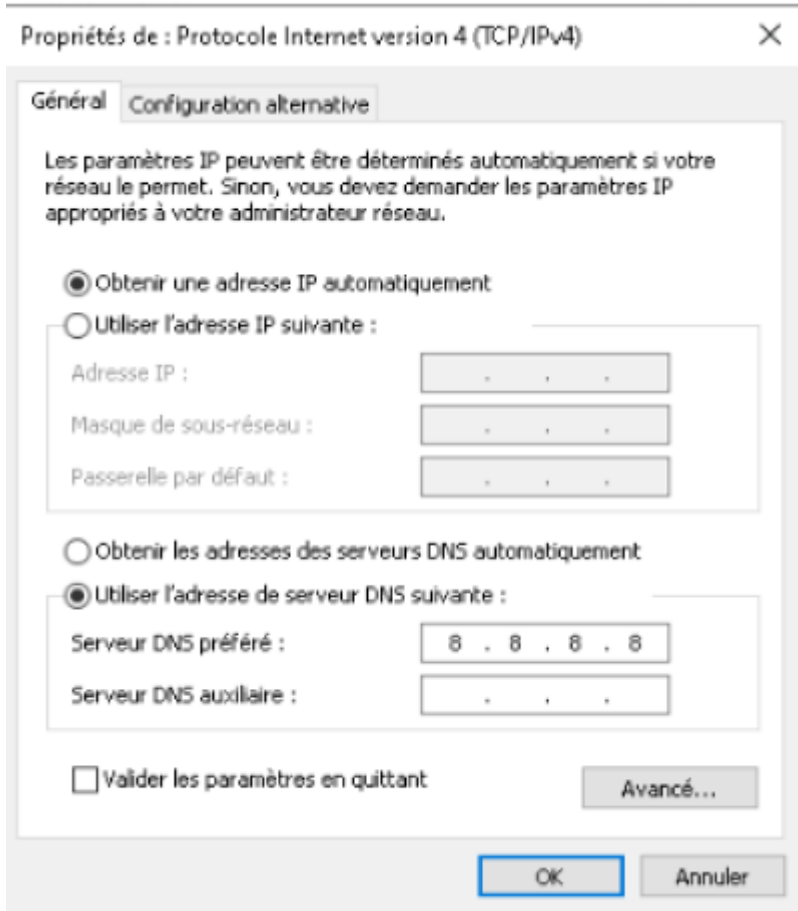 Propriétés de : Protocole Internet version 4 (TCP/IPv4)
Général
Configuration alternative
Les paramètres IP peuvent être déterminés automatiquement si votre
réseau le permet. Sinon, vous devez demander les paramètres IP
appropriés à votre administrateur réseau.
Obtenir une adresse IP automatiquement
Utiliser l'adresse IP suivante :
Adresse IP :
Masque de sous-réseau :
Passerelle par défaut :
Obtenir les adresses des serveurs DNS automatiquement
Utiliser l'adresse de serveur DNS suivante :
Serveur DNS préféré : 8 . 8 . 8 . 8
Serveur DNS auxiliaire :
Valider les paramètres en quittant
Avancé...
OK
Annuler